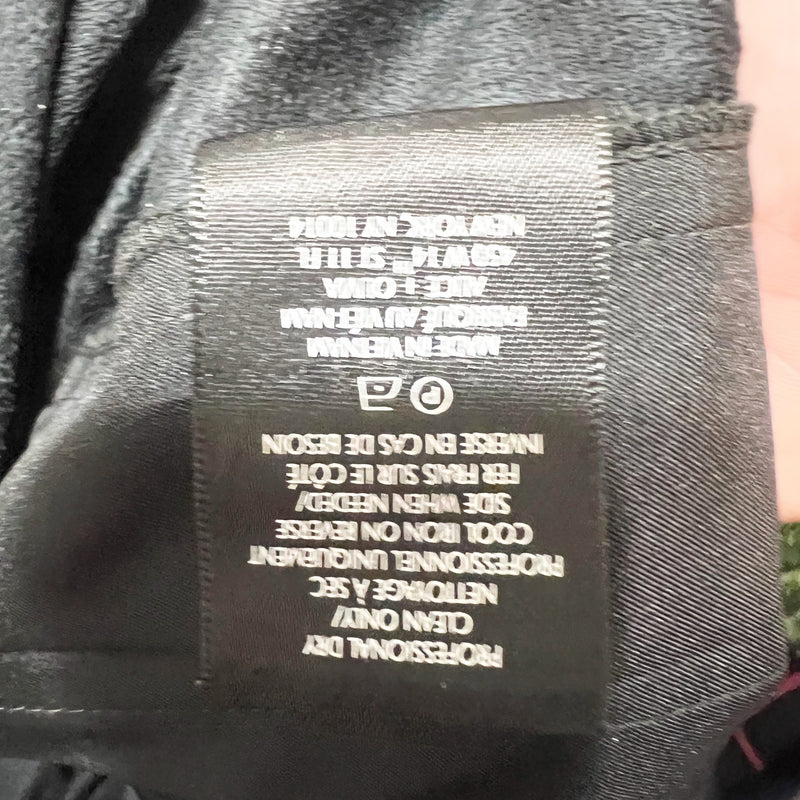 PROFESSIONAL DRY
CLEAN ONLY/
NETTOYAGE À SEC
PROFESSIONNEL UNIQUEMENT
COOL IRON ON REVERSE
SIDE WHEN NEEDED/
FER FRAIS SUR LE CÔTÉ
INVERSE EN CAS DE BESOIN
P
MADE IN VIETNAM
FABRIQUÉ AU VIÊT-NAM
ALICE + OLIVIA
450 W 14TH ST 11 FL
NEW YORK, NY 10014